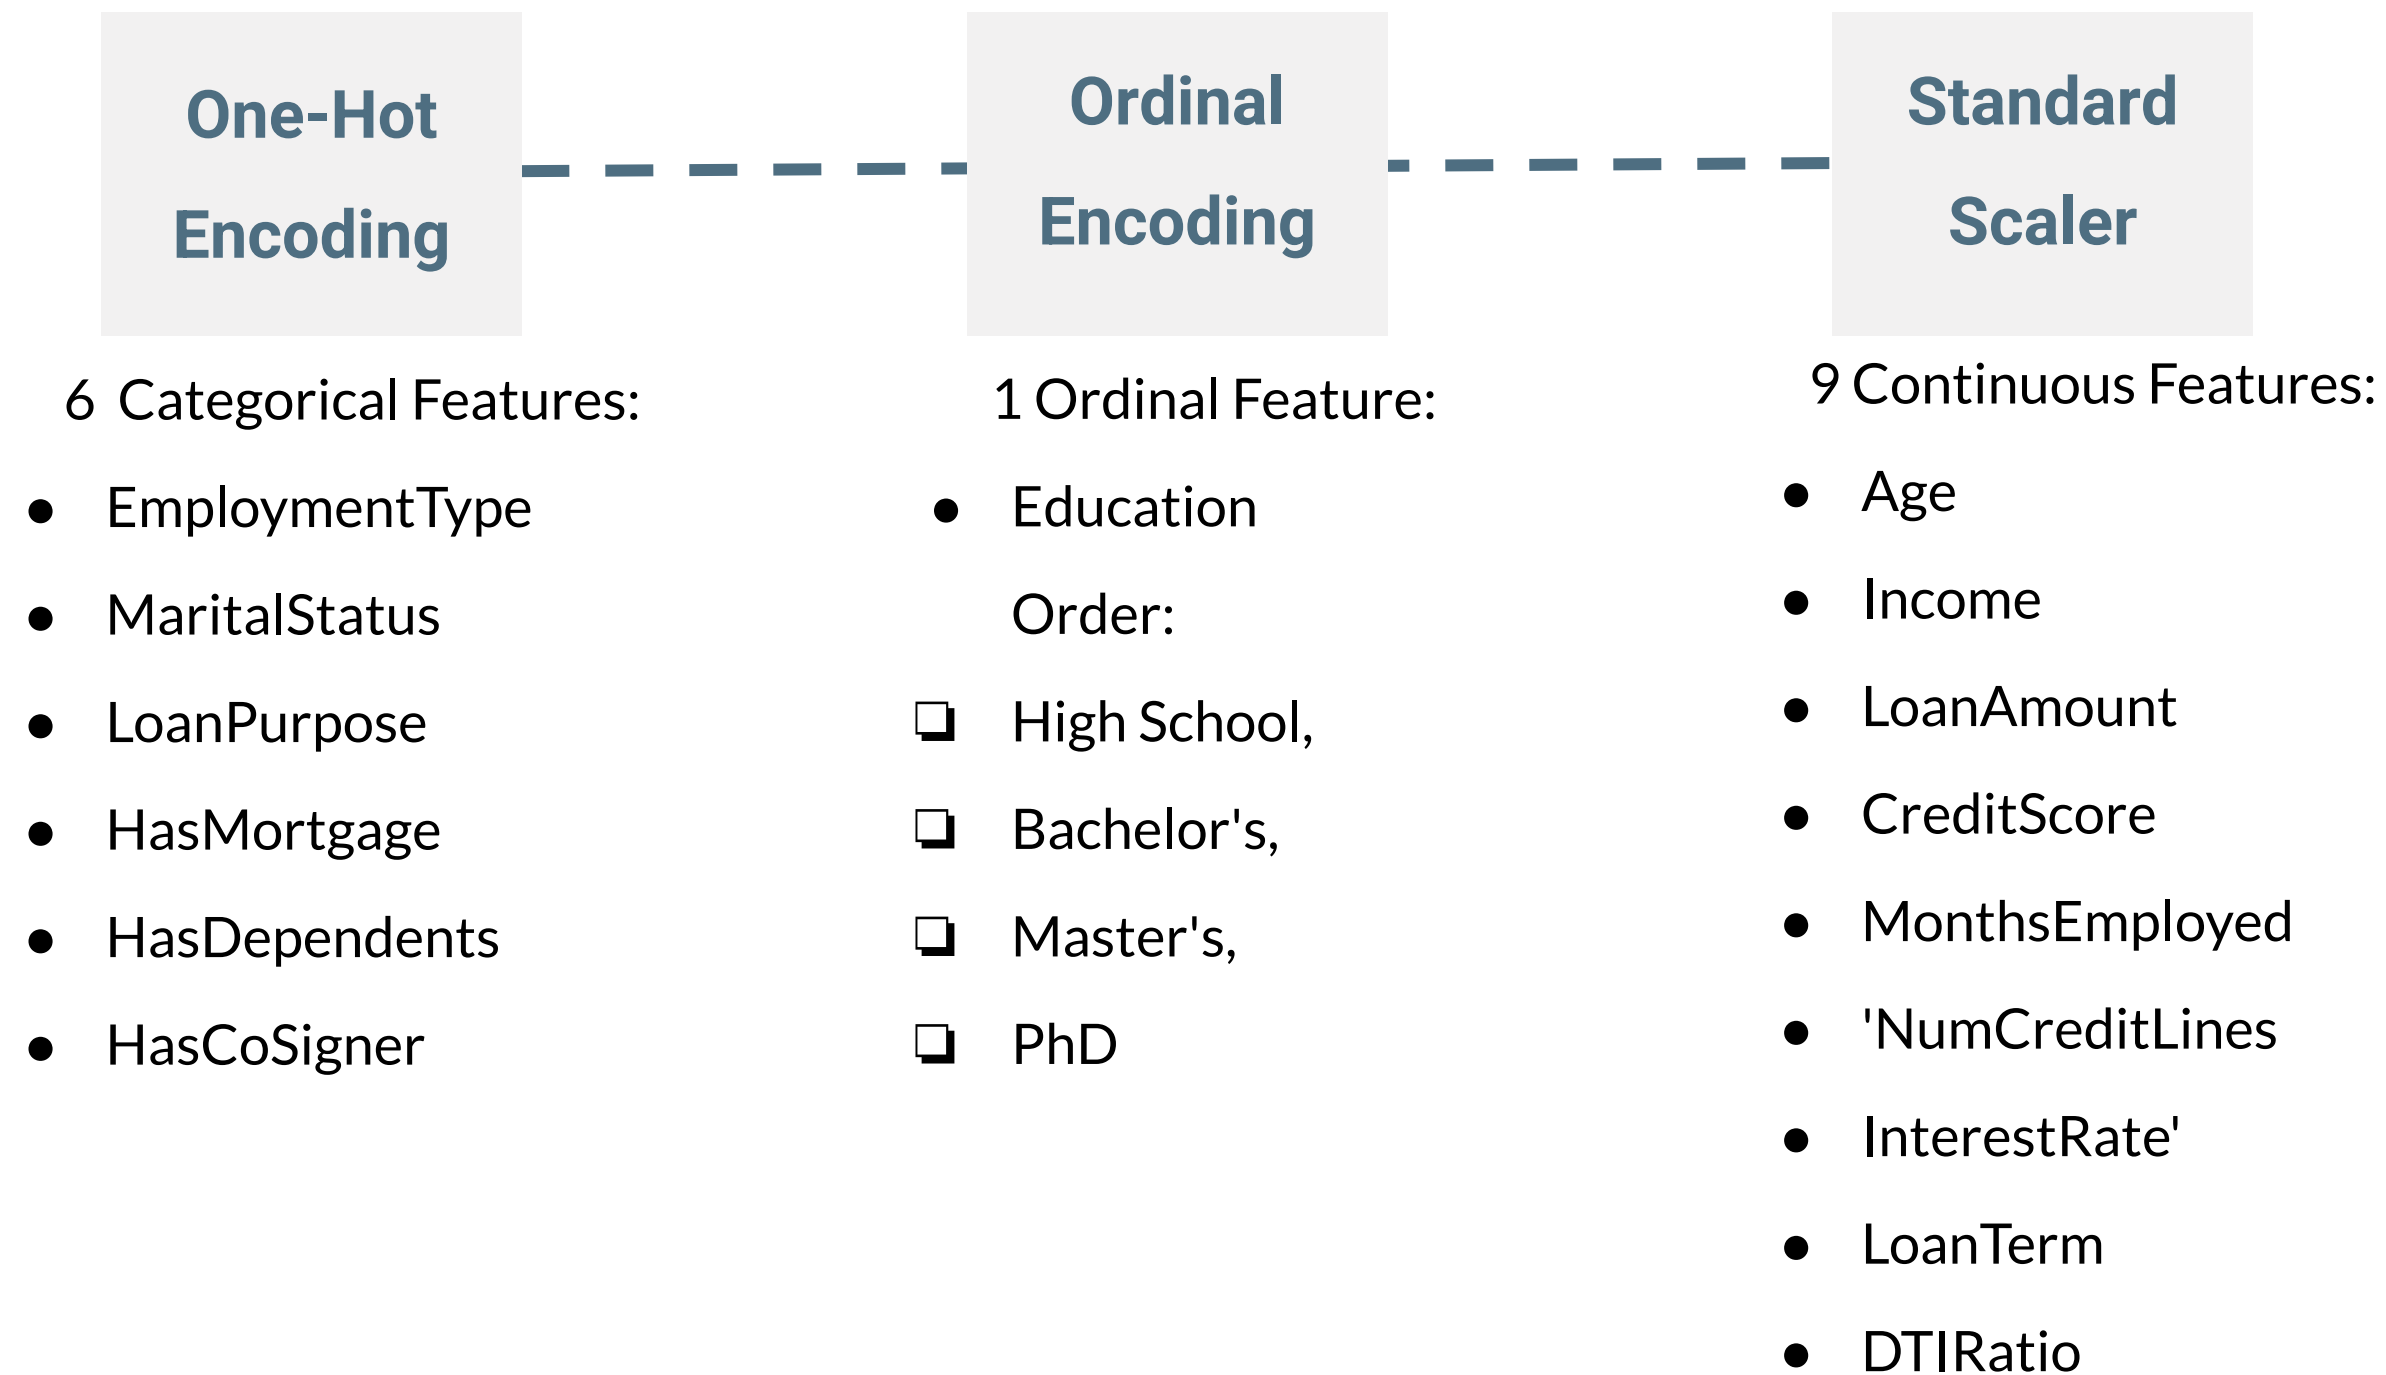 One-Hot
Encoding
6 Categorical Features:
● EmploymentType
● MaritalStatus
● LoanPurpose
● HasMortgage
● HasDependents
● HasCoSigner
Ordinal
Encoding
1 Ordinal Feature:
● Education
Order:
❏ High School,
❏ Bachelor's,
❏ Master's,
❏ PhD
Standard
Scaler
9 Continuous Features:
● Age
● Income
● LoanAmount
● CreditScore
● MonthsEmployed
● 'NumCreditLines
● InterestRate'
● LoanTerm
● DTIRatio